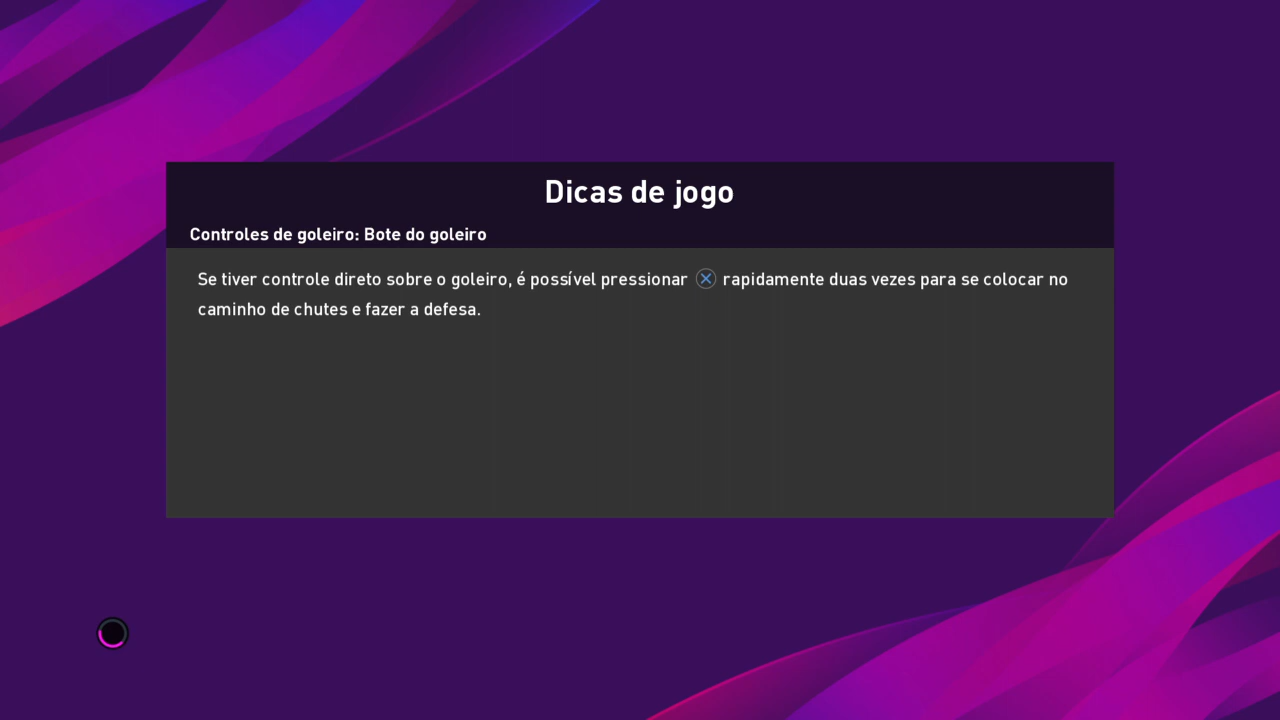 Dicas de jogo
Controles de goleiro: Bote do goleiro
Se tiver controle direto sobre o goleiro, é possível pressionar ⓧ rapidamente duas vezes para se colocar no
caminho de chutes e fazer a defesa.